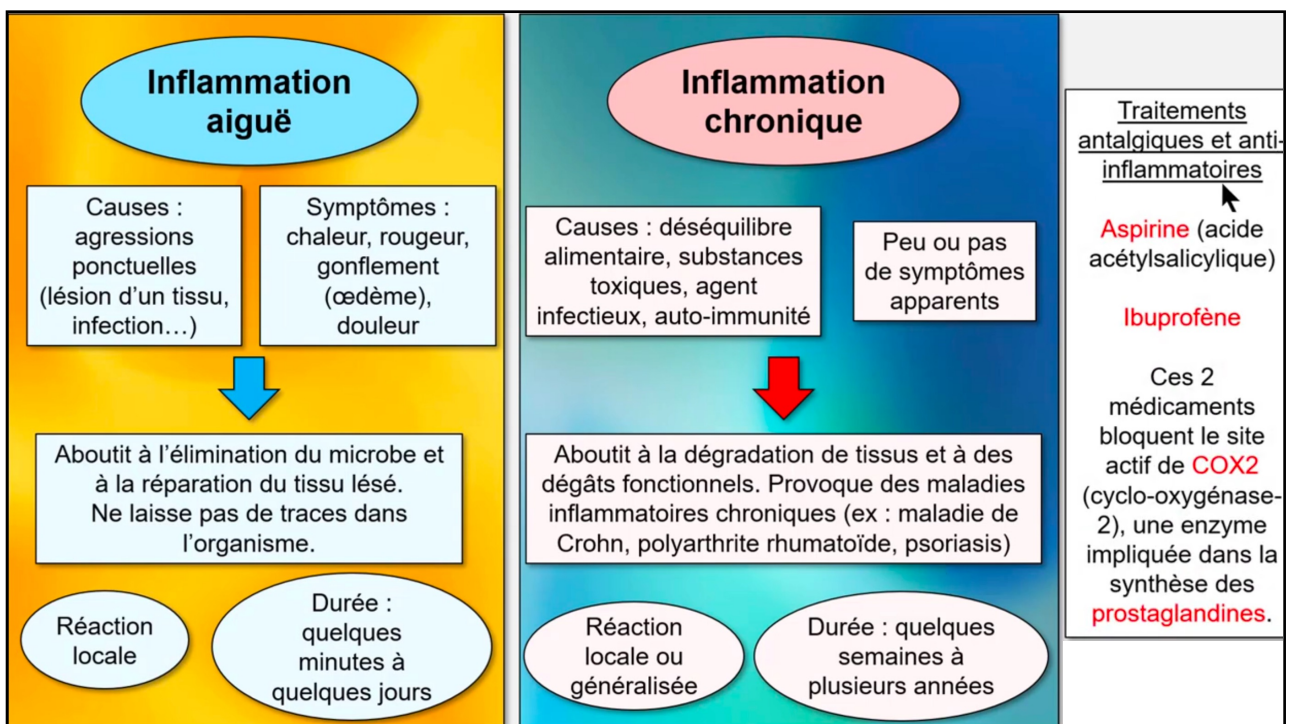 Inflammation
aiguë
Causes :
agressions
ponctuelles
(lésion d’un tissu,
infection…)
Symptômes :
chaleur, rougeur,
gonflement
(œdème),
douleur
Aboutit à l’élimination du microbe et
à la réparation du tissu lésé.
Ne laisse pas de traces dans
l’organisme.
Réaction
locale
Durée :
quelques
minutes à
quelques jours
Inflammation
chronique
Causes : déséquilibre
alimentaire, substances
toxiques, agent
infectieux, auto-immunité
Peu ou pas
de symptômes
apparents
Aboutit à la dégradation de tissus et à des
dégâts fonctionnels. Provoque des maladies
inflammatoires chroniques (ex : maladie de
Crohn, polyarthrite rhumatoïde, psoriasis)
Réaction
locale ou
généralisée
Durée : quelques
semaines à
plusieurs années
Traitements
antalgiques et anti-
inflammatoires
Aspirine (acide
acétylsalicylique)
Ibuprofène
Ces 2
médicaments
bloquent le site
actif de COX2
(cyclo-oxygénase-
2), une enzyme
impliquée dans la
synthèse des
prostaglandines.